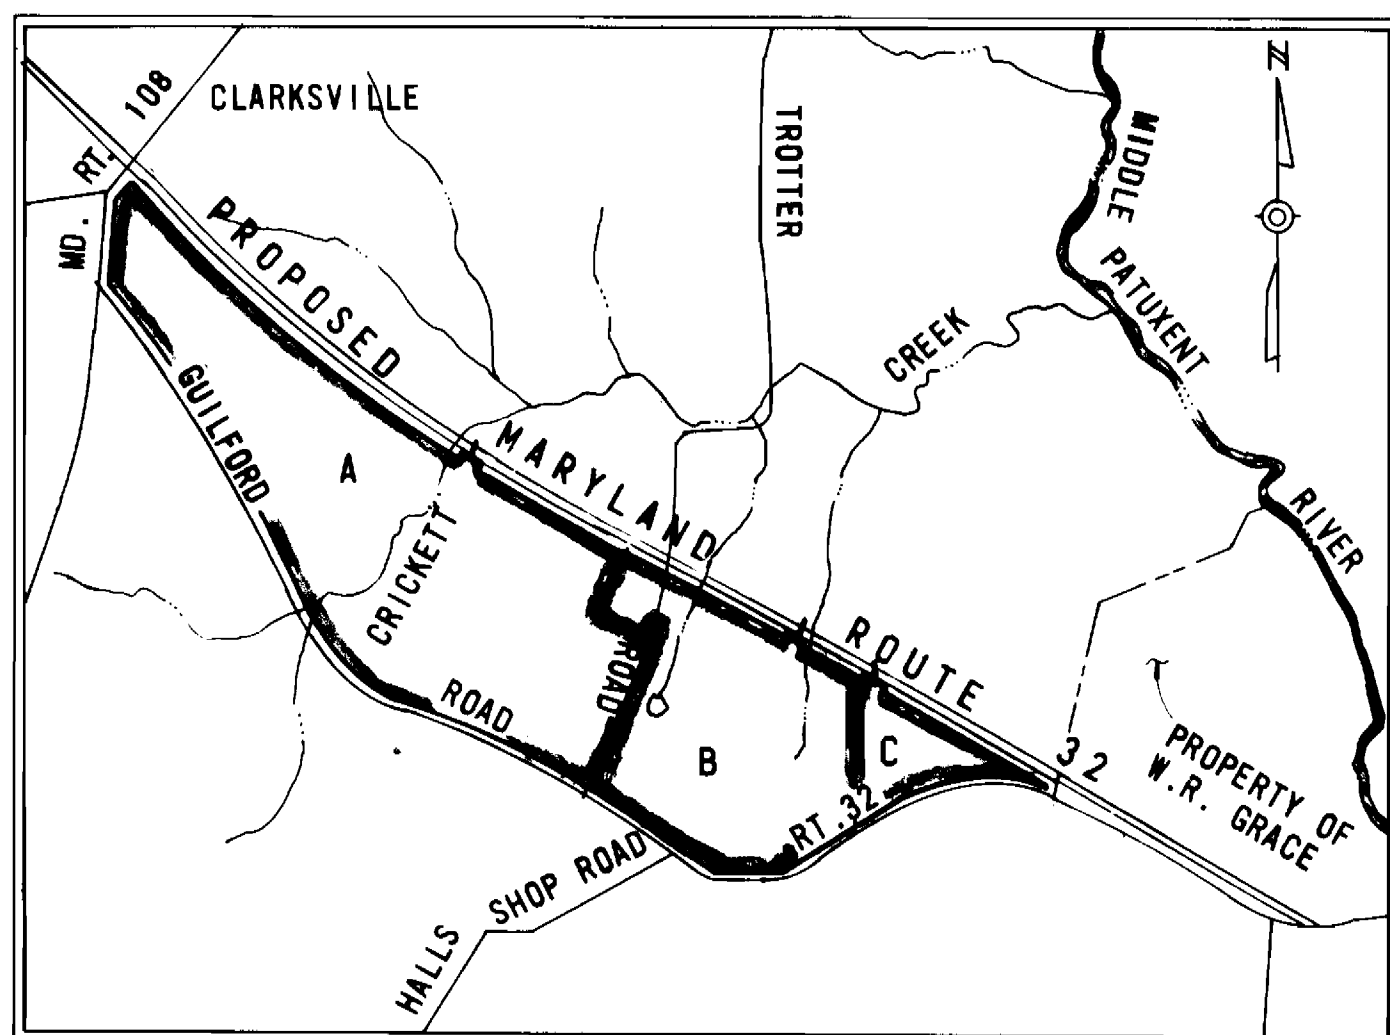 108
CLARKSVILLE
MD. RT.
N
TROTTER
MIDDLE
PATUXENT
RIVER
PROPOSED
MARYLAND
ROUTE
32
CREEK
GUILFORD
A
CRICKETT
ROAD
ROAD
B
C
RT. 32
PROPERTY OF
W.R. GRACE
HALLS SHOP ROAD